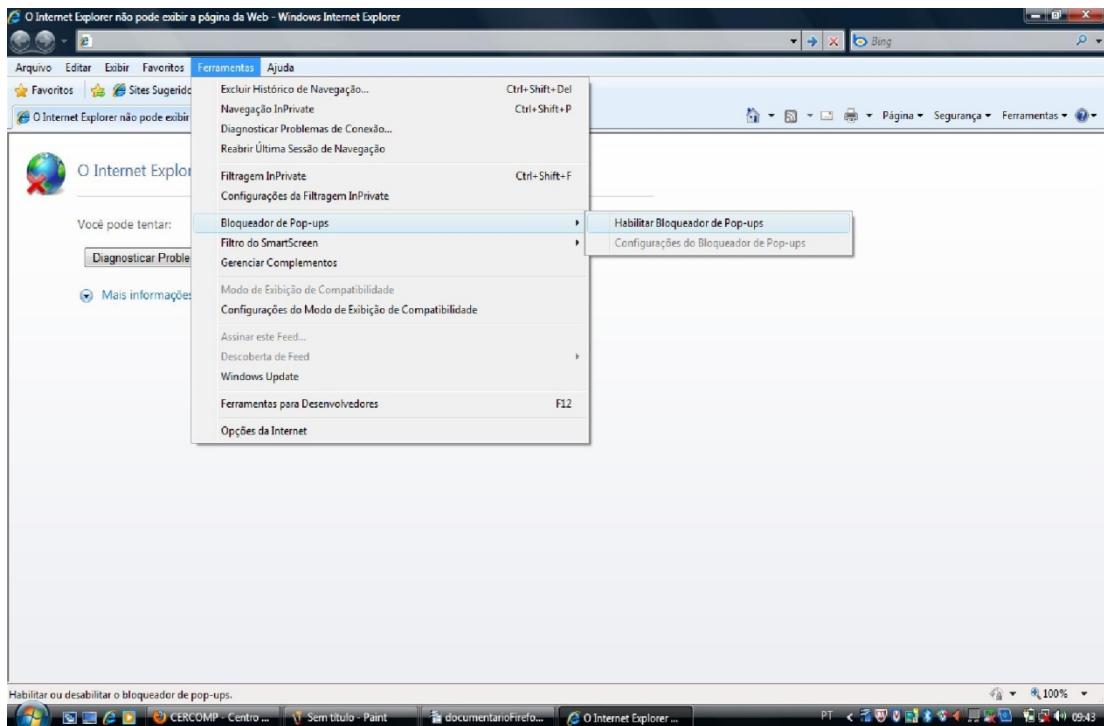 O Internet Explorer não pode exibir a página da Web - Windows Internet Explorer
Bing
Arquivo Editar Exibir Favoritos Ferramentas Ajuda
Favoritos Sites Sugerido
O Internet Explorer não pode exibir
Página Segurança Ferramentas
Excluir Histórico de Navegação... Ctrl+Shift+Del
Navegação InPrivate Ctrl+Shift+P
Diagnosticar Problemas de Conexão...
Reabrir Última Sessão de Navegação
Filtragem InPrivate Ctrl+Shift+F
Configurações da Filtragem InPrivate
Bloqueador de Pop-ups
Filtro do SmartScreen
Gerenciar Complementos
Modo de Exibição de Compatibilidade
Configurações do Modo de Exibição de Compatibilidade
Assinar este Feed...
Descoberta de Feed
Windows Update
Ferramentas para Desenvolvedores F12
Opções da Internet
Habilitar Bloqueador de Pop-ups
Configurações do Bloqueador de Pop-ups
O Internet Explor
Você pode tentar:
Diagnosticar Proble
Mais informações
Habilitar ou desabilitar o bloqueador de pop-ups.
100%
CERCOMP - Centro ... Sem título - Paint documentarioFirefo... O Internet Explorer ... PT 09:43